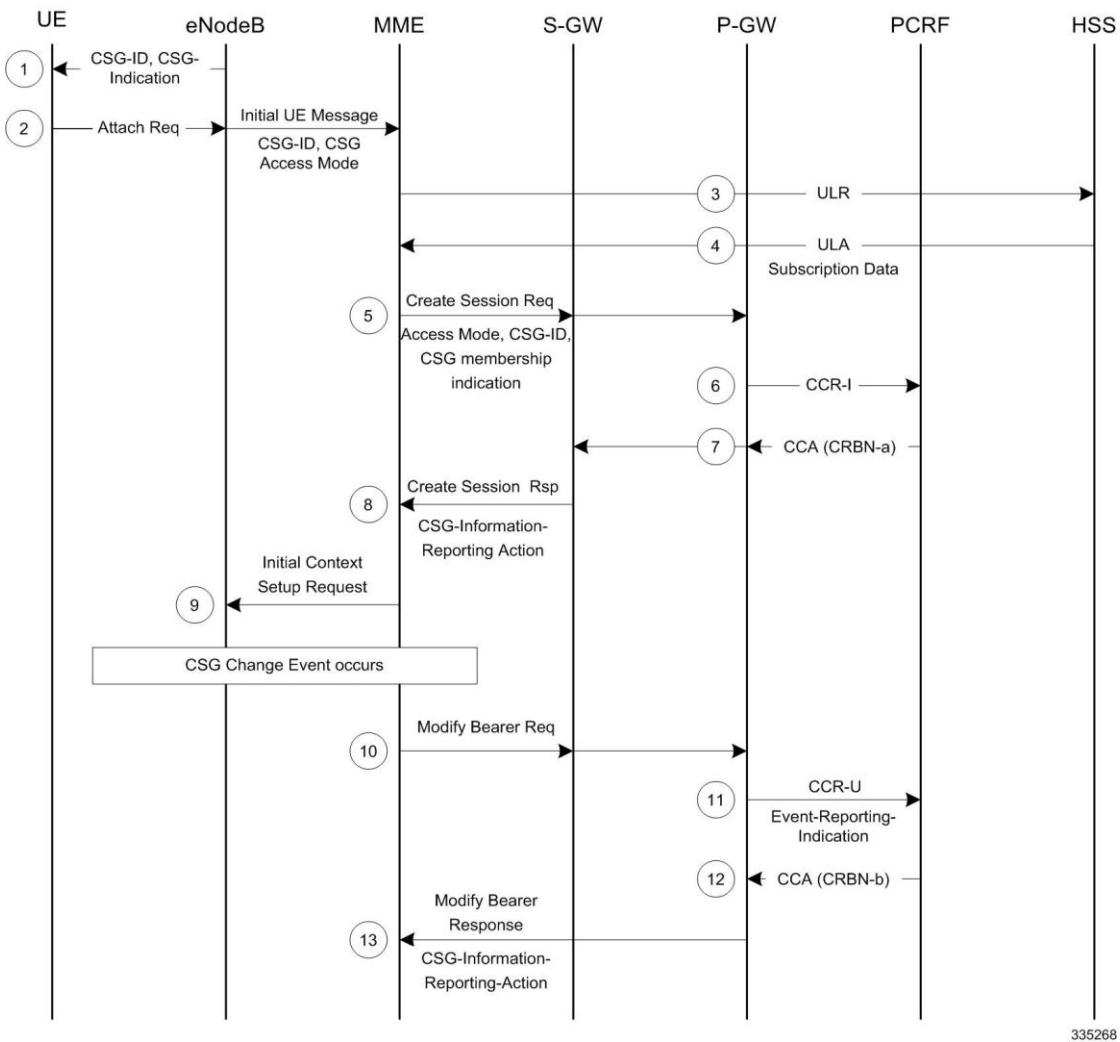 UE
eNodeB
MME
S-GW
P-GW
PCRF
HSS
1
CSG-ID, CSG-
Indication
2
Attach Req
Initial UE Message
CSG-ID, CSG
Access Mode
3
ULR
4
ULA
Subscription Data
5
Create Session Req
Access Mode, CSG-ID,
CSG membership
indication
6
CCR-I
7
CCA (CRBN-a)
8
Create Session Rsp
CSG-Information-
Reporting Action
Initial Context
Setup Request
9
CSG Change Event occurs
10
Modify Bearer Req
11
CCR-U
Event-Reporting-
Indication
12
CCA (CRBN-b)
Modify Bearer
Response
13
CSG-Information-
Reporting-Action
335268